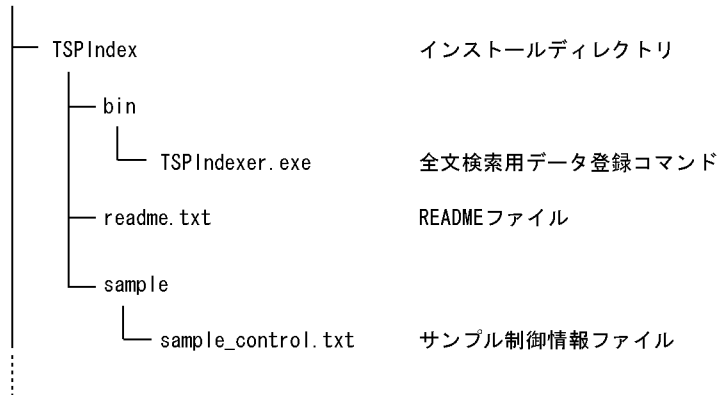 TSPIndex インストールディレクトリ
bin
TSPIndexer.exe 全文検索用データ登録コマンド
readme.txt READMEファイル
sample
sample_control.txt サンプル制御情報ファイル